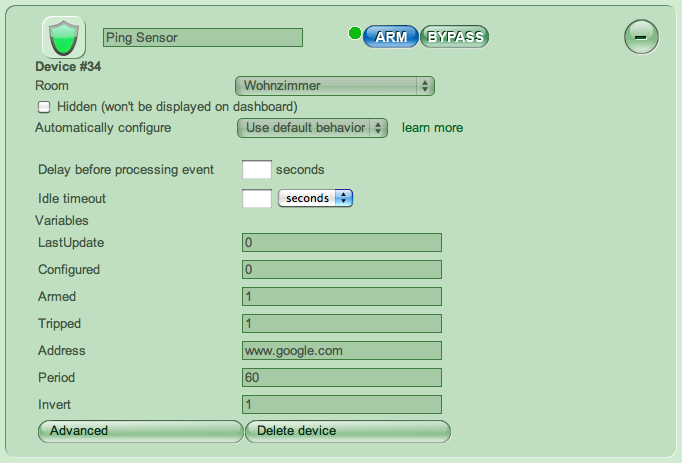 Ping Sensor ARM BYPASS
Device #34
Room Wohnzimmer
Hidden (won't be displayed on dashboard)
Automatically configure Use default behavior learn more
Delay before processing event seconds
Idle timeout seconds
Variables
LastUpdate 0
Configured 0
Armed 1
Tripped 1
Address www.google.com
Period 60
Invert 1
Advanced Delete device